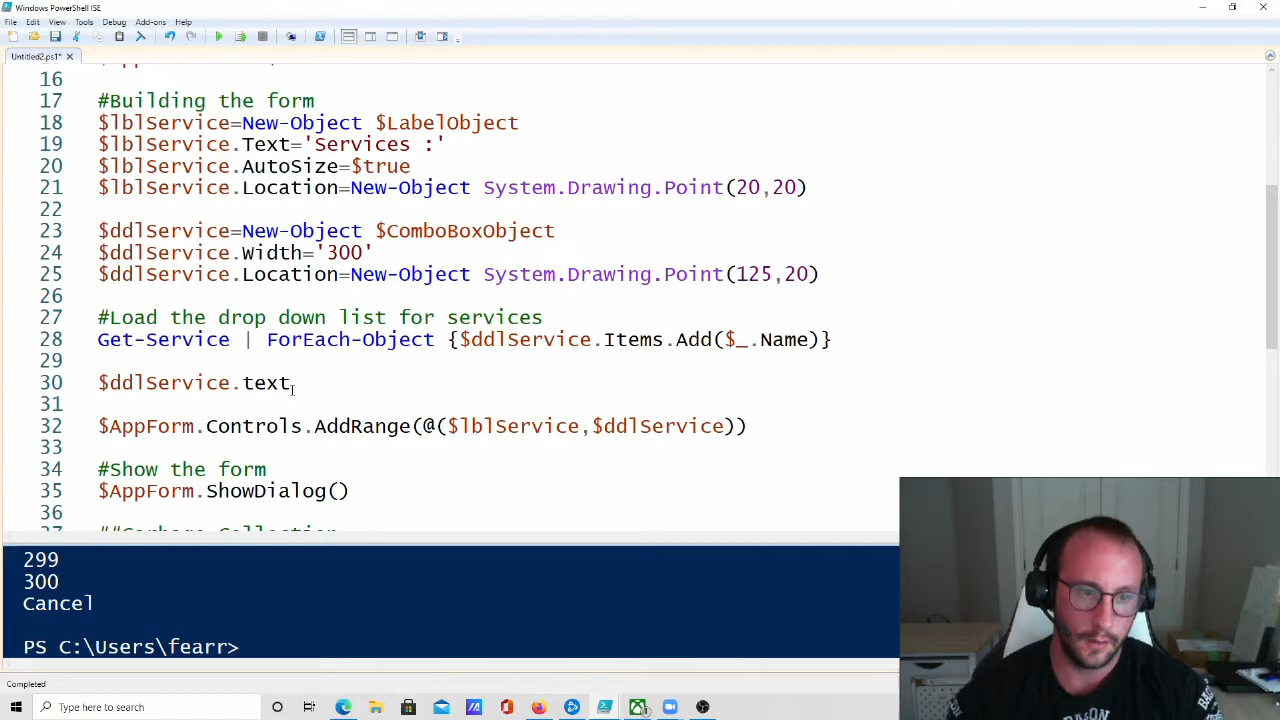 Windows PowerShell ISE
File Edit View Tools Debug Add-ons Help
Untitled2.ps1* X
16
17 #Building the form
18 $lblService=New-Object $LabelObject
19 $lblService.Text='Services :'
20 $lblService.AutoSize=$true
21 $lblService.Location=New-Object System.Drawing.Point(20,20)
22
23 $ddlService=New-Object $ComboBoxObject
24 $ddlService.Width='300'
25 $ddlService.Location=New-Object System.Drawing.Point(125,20)
26
27 #Load the drop down list for services
28 Get-Service | ForEach-Object {$ddlService.Items.Add($_.Name)}
29
30 $ddlService.text
31
32 $AppForm.Controls.AddRange(@($lblService,$ddlService))
33
34 #Show the form
35 $AppForm.ShowDialog()
36
37 ##Garbage Collection
299
300
Cancel
PS C:\Users\fearr>
Completed
Type here to search